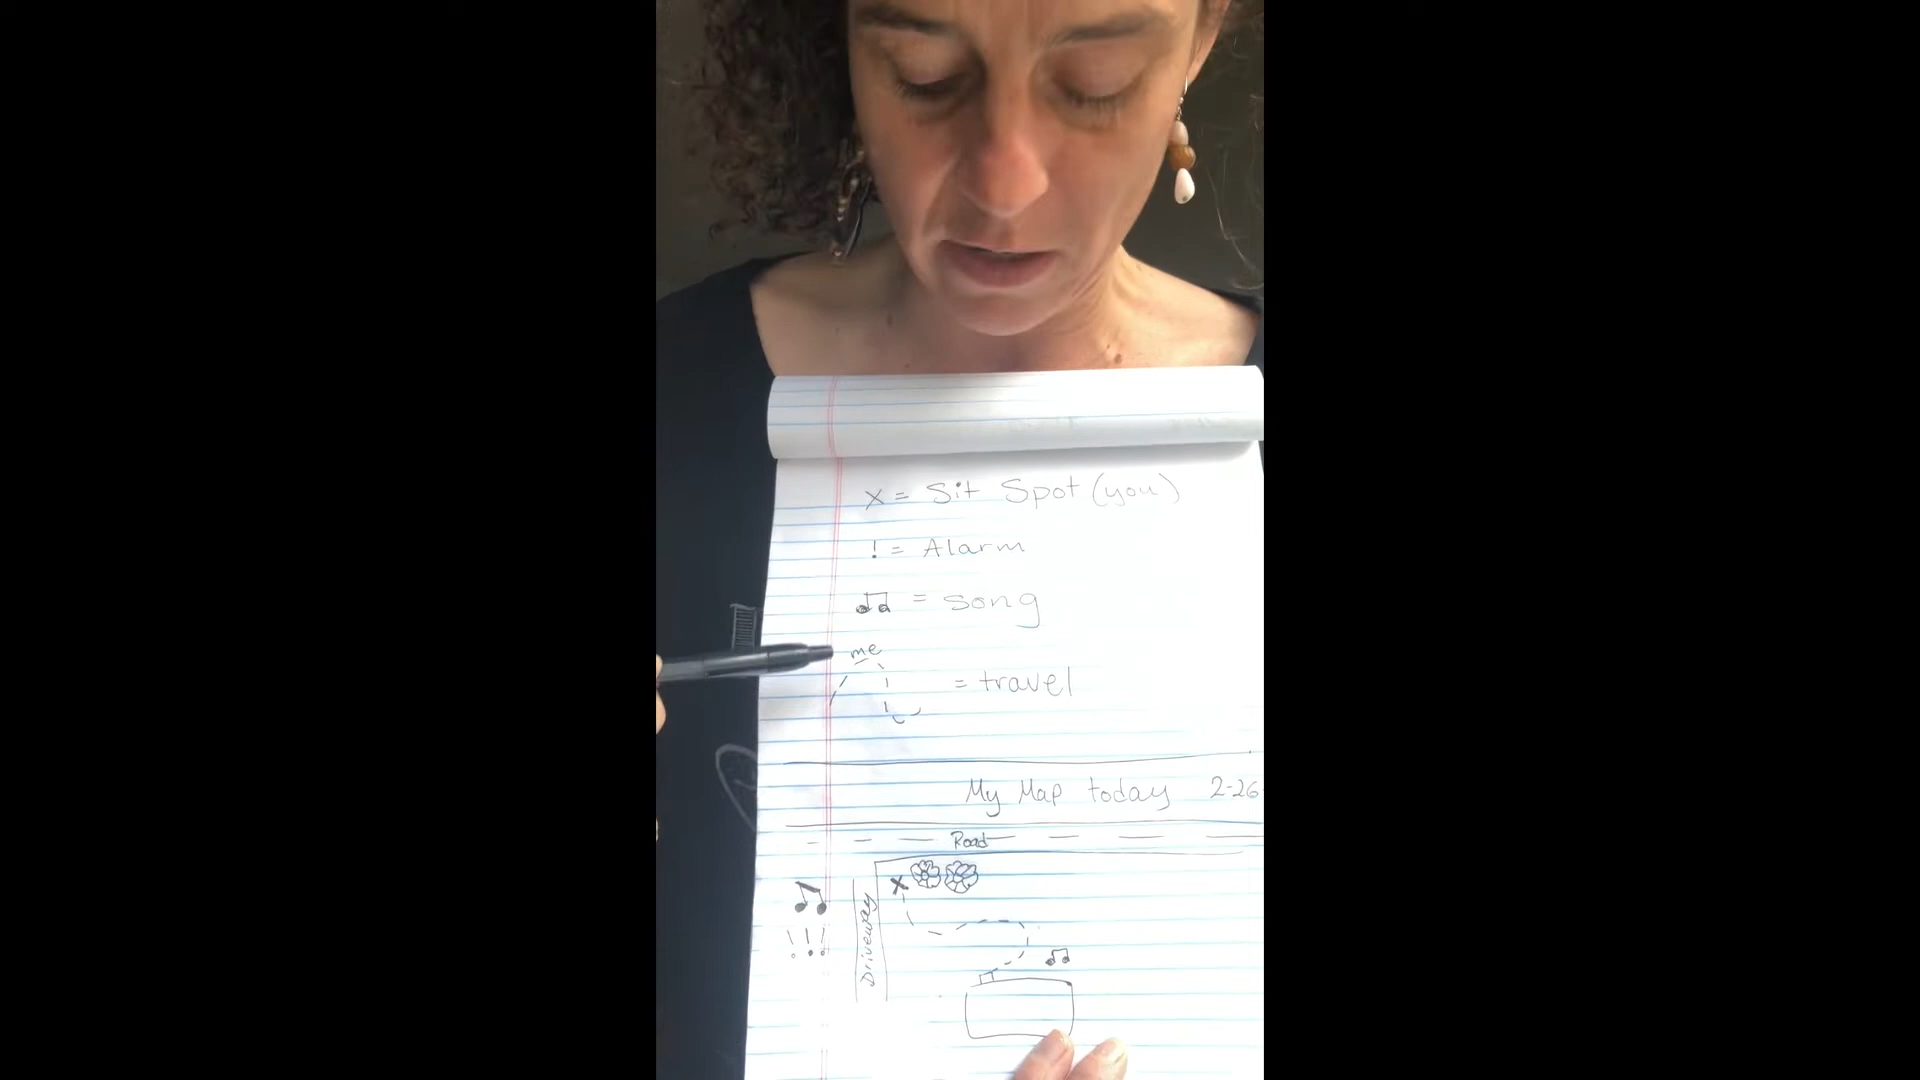 X = Sit Spot (you)
! = Alarm
♫ = song
me
= travel
My Map today 2-26
Road
X
Driveway
!!!